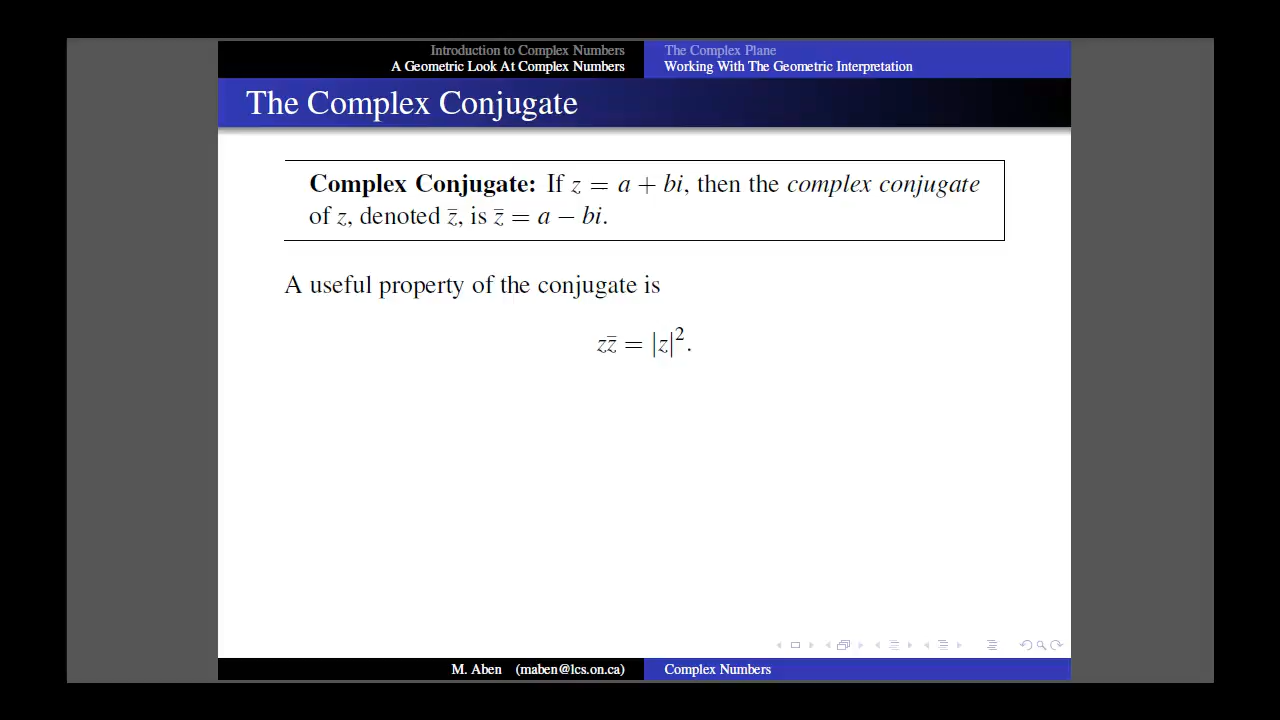 Introduction to Complex Numbers
A Geometric Look At Complex Numbers
The Complex Plane
Working With The Geometric Interpretation
The Complex Conjugate
Complex Conjugate: If z = a + bi, then the complex conjugate
of z, denoted z̄, is z̄ = a − bi.
A useful property of the conjugate is
zz̄ = |z|².
M. Aben (maben@lcs.on.ca)
Complex Numbers